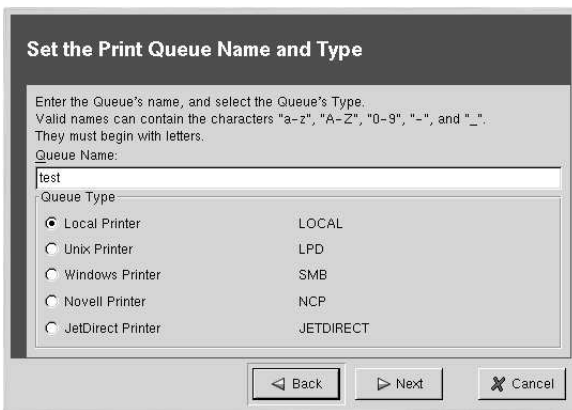 Set the Print Queue Name and Type
Enter the Queue's name, and select the Queue's Type.
Valid names can contain the characters "a-z", "A-Z", "0-9", "-", and "_".
They must begin with letters.
Queue Name:
test
Queue Type
Local Printer LOCAL
Unix Printer LPD
Windows Printer SMB
Novell Printer NCP
JetDirect Printer JETDIRECT
Back Next Cancel